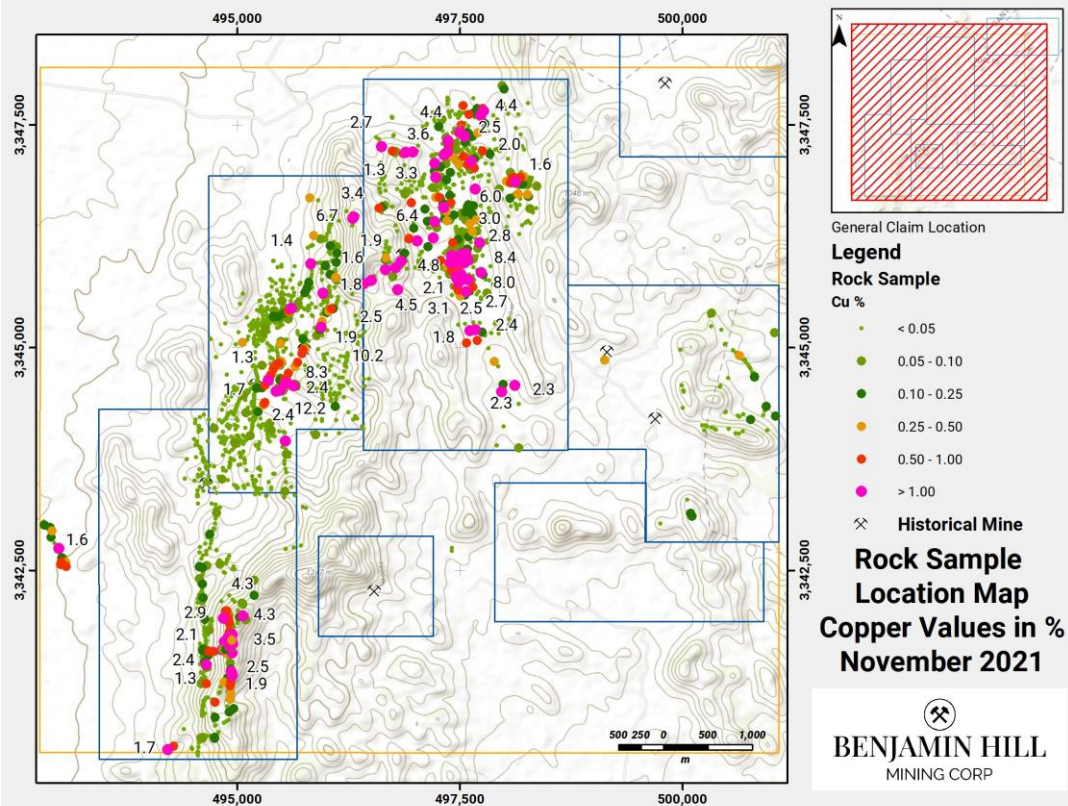 495,000 497,500 500,000
3,347,500
3,345,000
3,342,500
3,347,500
3,345,000
3,342,500
4.4 4.4
2.7 3.6 2.5
2.0
1.3 3.3 1.6
3.4 6.0
6.7 6.4 3.0
1.4 1.9 2.8
1.6 4.8 8.4
1.8 2.1 8.0
4.5 3.1 2.5 2.7
2.5 2.4
1.9 1.8
1.3 10.2
8.3
1.7 2.4 2.3
12.2 2.3
2.4
1.6
4.3
2.9 4.3
2.1 3.5
2.4 2.5
1.3 1.9
1.7
500 250 0 500 1,000
m
495,000 497,500 500,000
N
General Claim Location
Legend
Rock Sample
Cu %
< 0.05
0.05 - 0.10
0.10 - 0.25
0.25 - 0.50
0.50 - 1.00
> 1.00
Historical Mine
Rock Sample
Location Map
Copper Values in %
November 2021
BENJAMIN HILL
MINING CORP